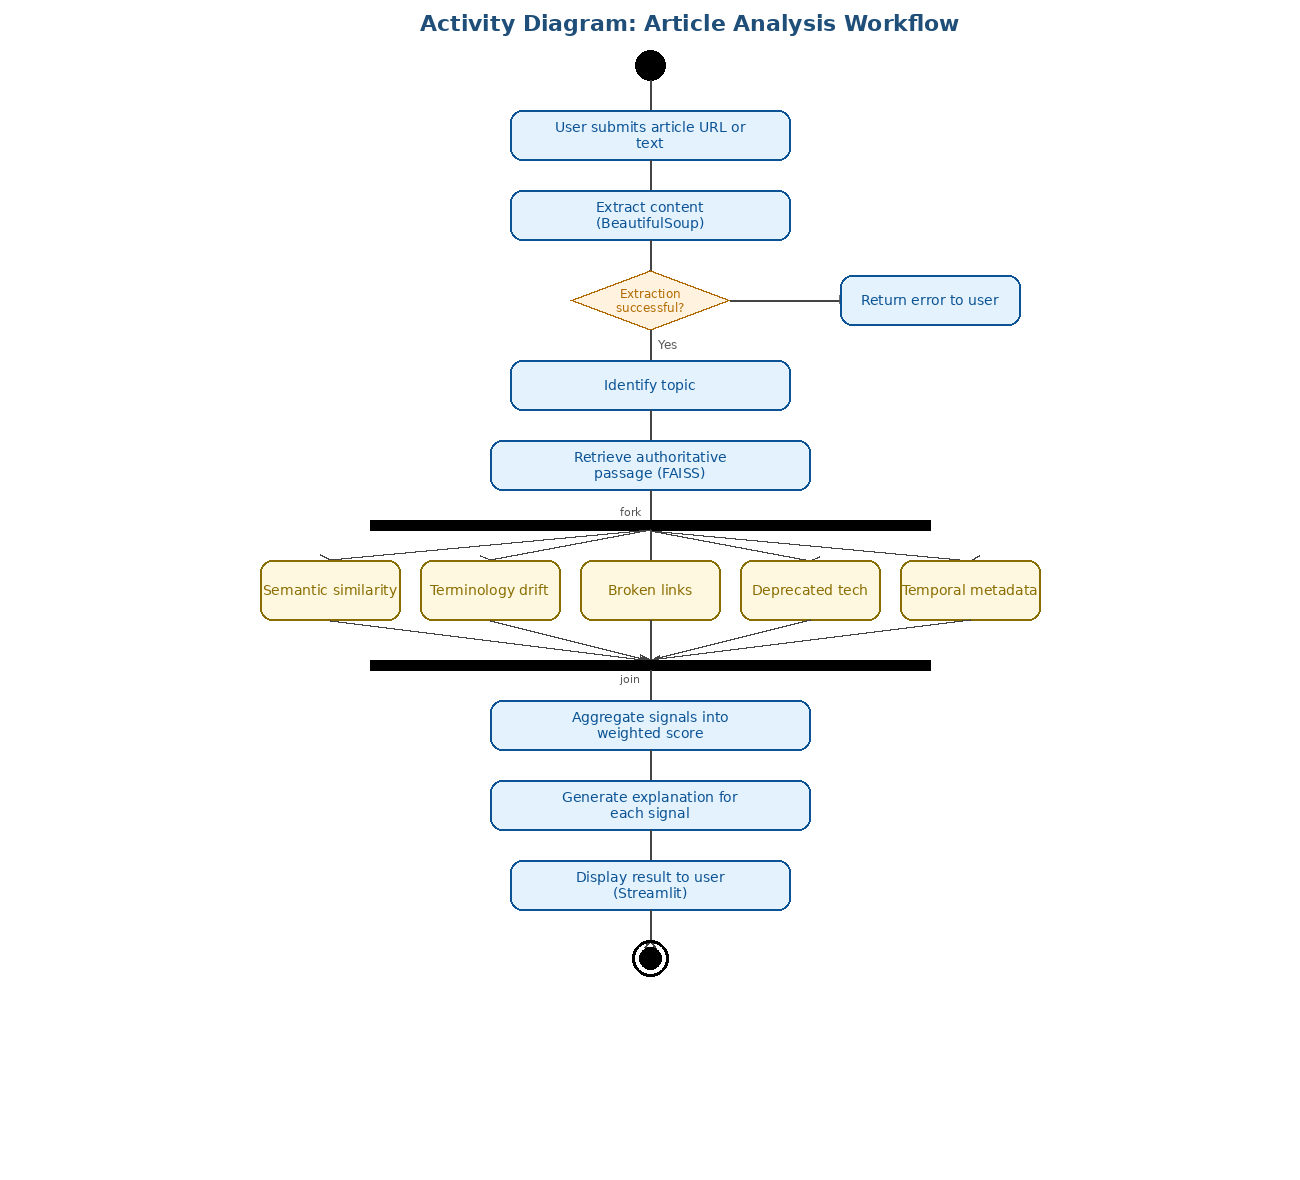 Activity Diagram: Article Analysis Workflow
User submits article URL or
text
Extract content
(BeautifulSoup)
Extraction
successful?
Return error to user
Yes
Identify topic
Retrieve authoritative
passage (FAISS)
fork
Semantic similarity
Terminology drift
Broken links
Deprecated tech
Temporal metadata
join
Aggregate signals into
weighted score
Generate explanation for
each signal
Display result to user
(Streamlit)